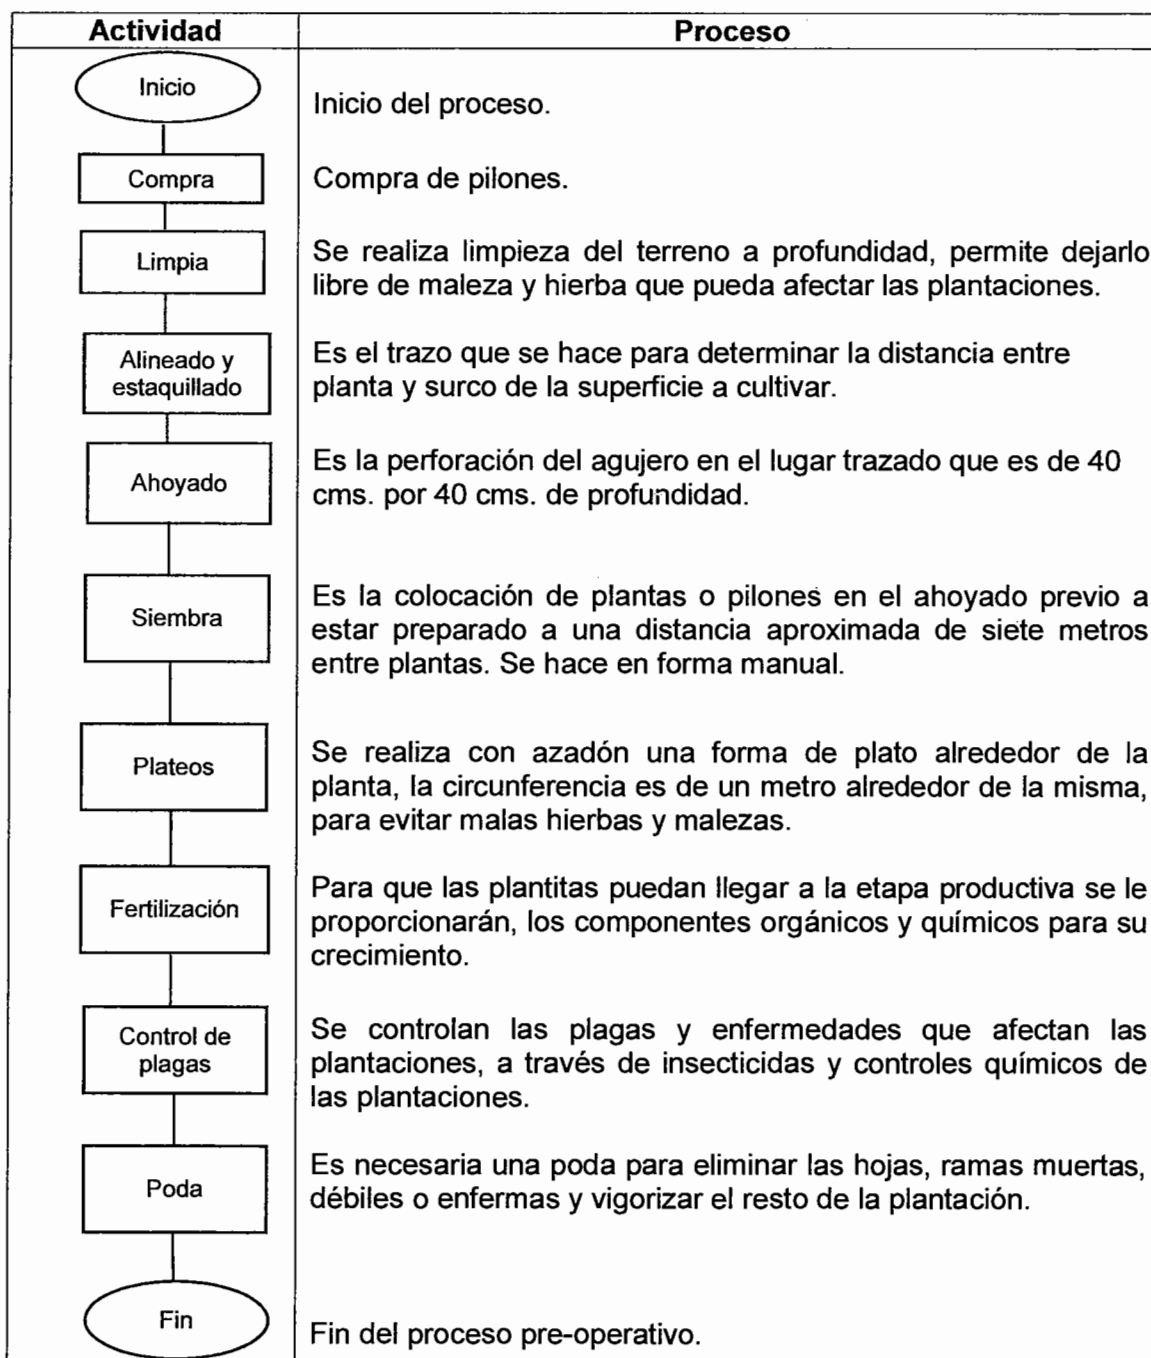 Actividad Proceso
Inicio
Inicio del proceso.
Compra
Compra de pilones.
Limpia
Se realiza limpieza del terreno a profundidad, permite dejarlo
libre de maleza y hierba que pueda afectar las plantaciones.
Alineado y
estaquillado
Es el trazo que se hace para determinar la distancia entre
planta y surco de la superficie a cultivar.
Ahoyado
Es la perforación del agujero en el lugar trazado que es de 40
cms. por 40 cms. de profundidad.
Siembra
Es la colocación de plantas o pilones en el ahoyado previo a
estar preparado a una distancia aproximada de siete metros
entre plantas. Se hace en forma manual.
Plateos
Se realiza con azadón una forma de plato alrededor de la
planta, la circunferencia es de un metro alrededor de la misma,
para evitar malas hierbas y malezas.
Fertilización
Para que las plantitas puedan llegar a la etapa productiva se le
proporcionarán, los componentes orgánicos y químicos para su
crecimiento.
Control de
plagas
Se controlan las plagas y enfermedades que afectan las
plantaciones, a través de insecticidas y controles químicos de
las plantaciones.
Poda
Es necesaria una poda para eliminar las hojas, ramas muertas,
débiles o enfermas y vigorizar el resto de la plantación.
Fin
Fin del proceso pre-operativo.